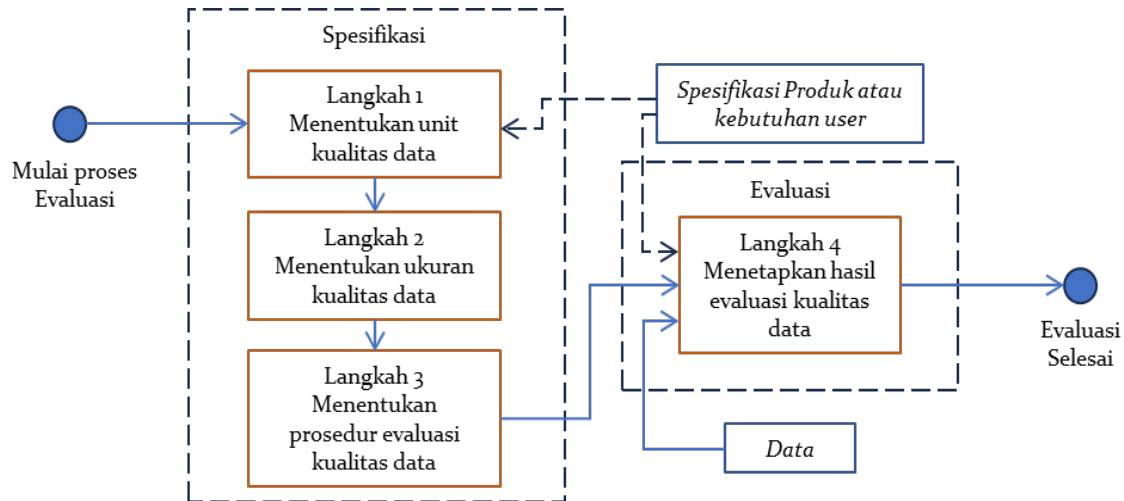 Spesifikasi
Mulai proses
Evaluasi
Langkah 1
Menentukan unit
kualitas data
Langkah 2
Menentukan ukuran
kualitas data
Langkah 3
Menentukan
prosedur evaluasi
kualitas data
Spesifikasi Produk atau
kebutuhan user
Evaluasi
Langkah 4
Menetapkan hasil
evaluasi kualitas
data
Data
Evaluasi
Selesai